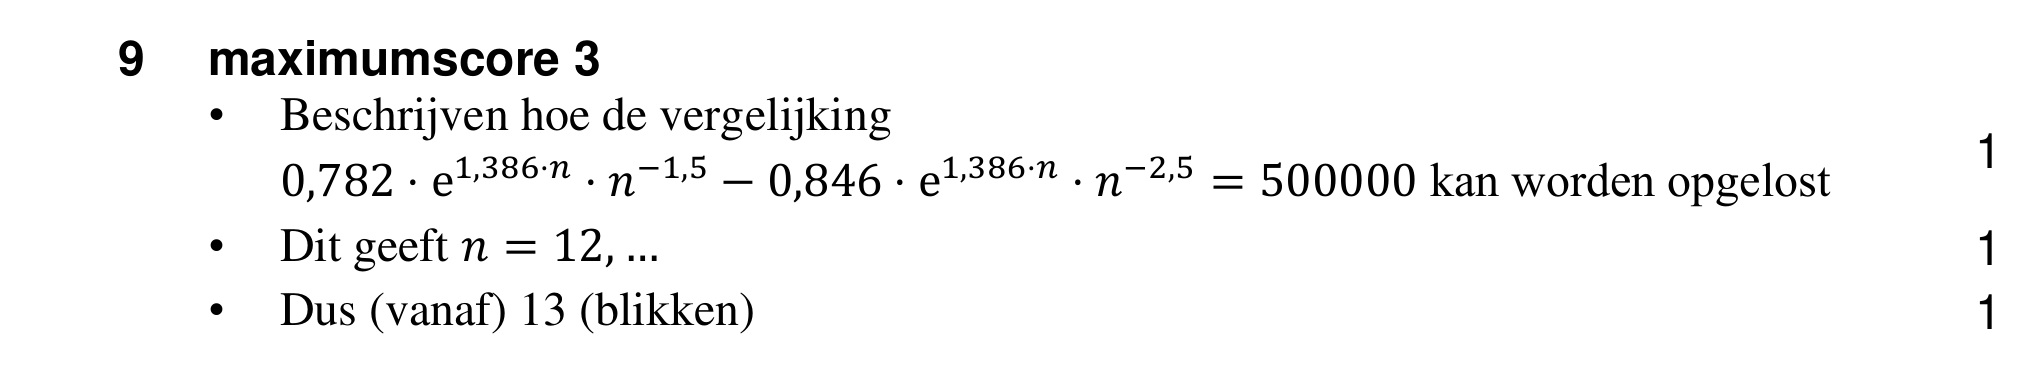 9 maximumscore 3
• Beschrijven hoe de vergelijking
0,782 · e^{1,386·n} · n^{−1,5} − 0,846 · e^{1,386·n} · n^{−2,5} = 500000 kan worden opgelost 1
• Dit geeft n = 12, … 1
• Dus (vanaf) 13 (blikken) 1